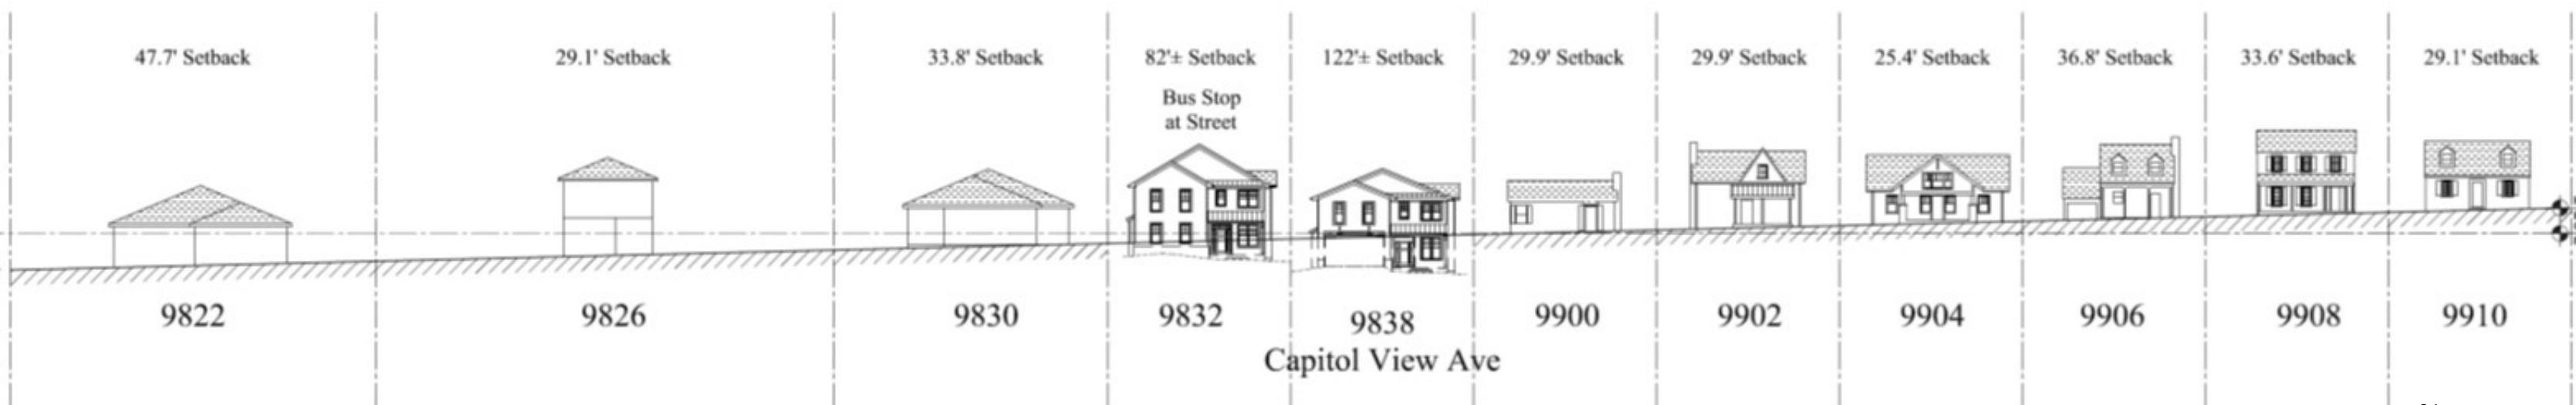 47.7' Setback
29.1' Setback
33.8' Setback
82'± Setback
122'± Setback
29.9' Setback
29.9' Setback
25.4' Setback
36.8' Setback
33.6' Setback
29.1' Setback
Bus Stop
at Street
9822
9826
9830
9832
9838
9900
9902
9904
9906
9908
9910
Capitol View Ave